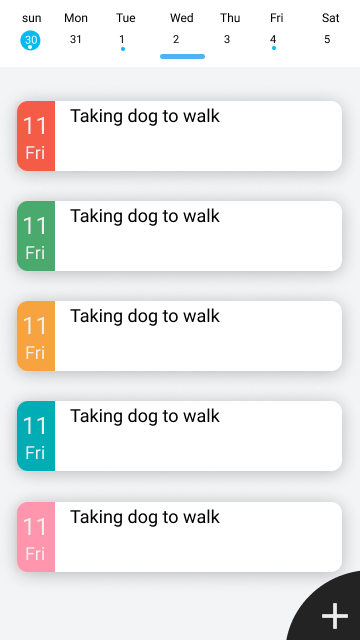 sun Mon Tue Wed Thu Fri Sat
30 31 1 2 3 4 5
11 Taking dog to walk
Fri
11 Taking dog to walk
Fri
11 Taking dog to walk
Fri
11 Taking dog to walk
Fri
11 Taking dog to walk
Fri
+